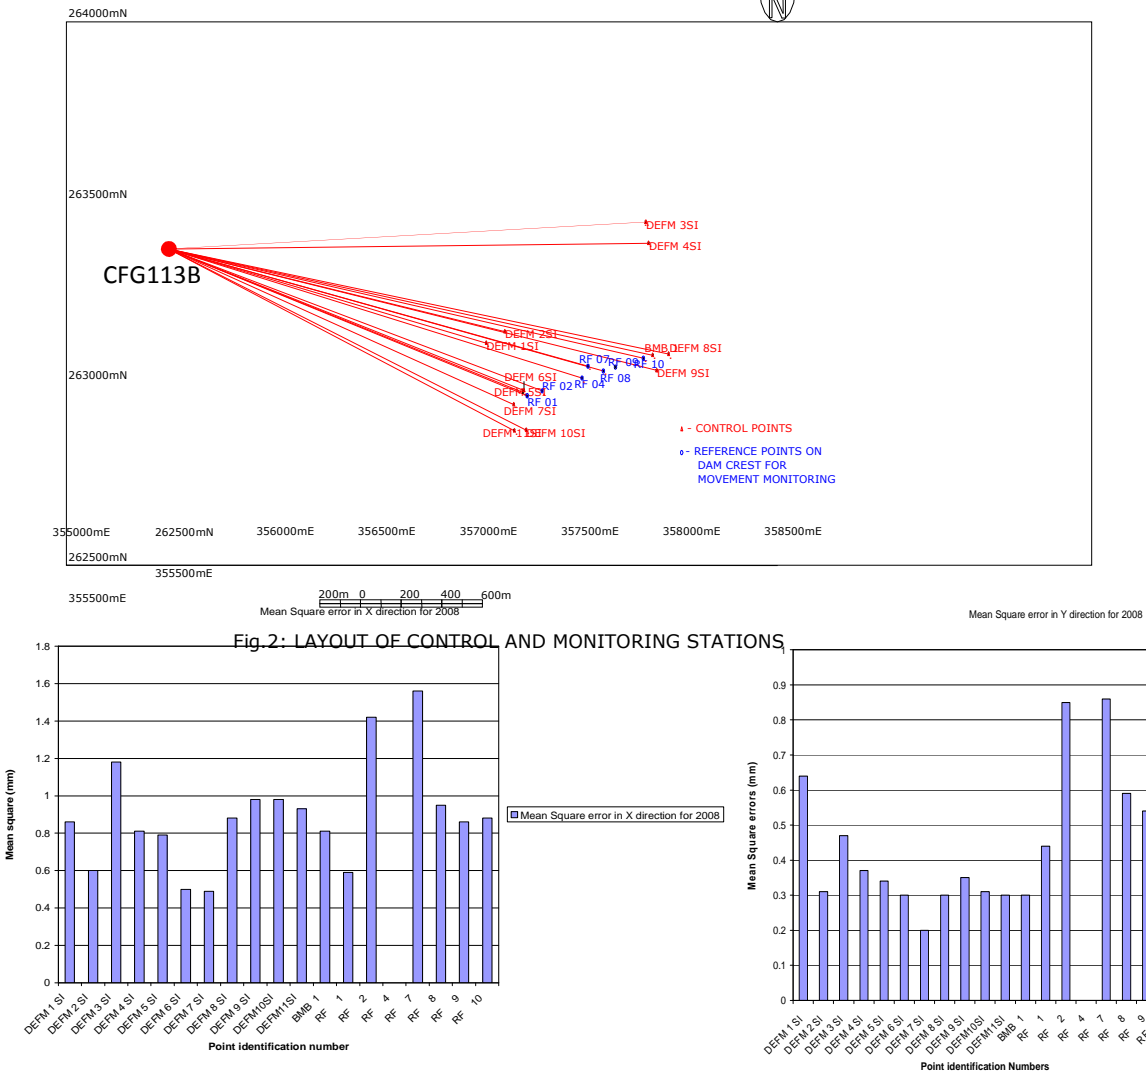 264000mN
N
263500mN
DEFM 3SI
DEFM 4SI
CFG113B
DEFM 2SI
DEFM 1SI
BMB 1
DEFM 8SI
RF 07
RF 09
RF 10
263000mN
DEFM 6SI
RF 08
DEFM 9SI
RF 02
RF 04
RF 01
DEFM 7SI
DEFM 10SI
- CONTROL POINTS
- REFERENCE POINTS ON
DAM CREST FOR
MOVEMENT MONITORING
355000mE 262500mN 356000mE 356500mE 357000mE 357500mE 358000mE 358500mE
262500mN
355500mE
355500mE
200m 0 200 400 600m
Mean Square error in X direction for 2008
Mean Square error in Y direction for 2008
Fig.2: LAYOUT OF CONTROL AND MONITORING STATIONS
1.8
1.6
1.4
1.2
1
0.8
0.6
0.4
0.2
0
Mean square (mm)
DEFM 1 SI
DEFM 2 SI
DEFM 3 SI
DEFM 4 SI
DEFM 5 SI
DEFM 6 SI
DEFM 7 SI
DEFM 8 SI
DEFM 9 SI
DEFM10SI
DEFM11SI
BMB 1
RF 1
RF 2
RF 4
RF 7
RF 8
RF 9
RF 10
Point identification number
Mean Square error in X direction for 2008
1
0.9
0.8
0.7
0.6
0.5
0.4
0.3
0.2
0.1
0
Mean Square errors (mm)
DEFM 1 SI
DEFM 2 SI
DEFM 3 SI
DEFM 4 SI
DEFM 5 SI
DEFM 6 SI
DEFM 7 SI
DEFM 8 SI
DEFM 9 SI
DEFM10SI
DEFM11SI
BMB 1
RF 1
RF 2
RF 4
RF 7
RF 8
RF 9
Point identification Numbers